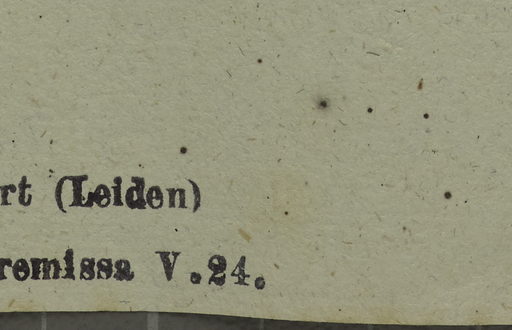 rt (Leiden)
remissa V.24.